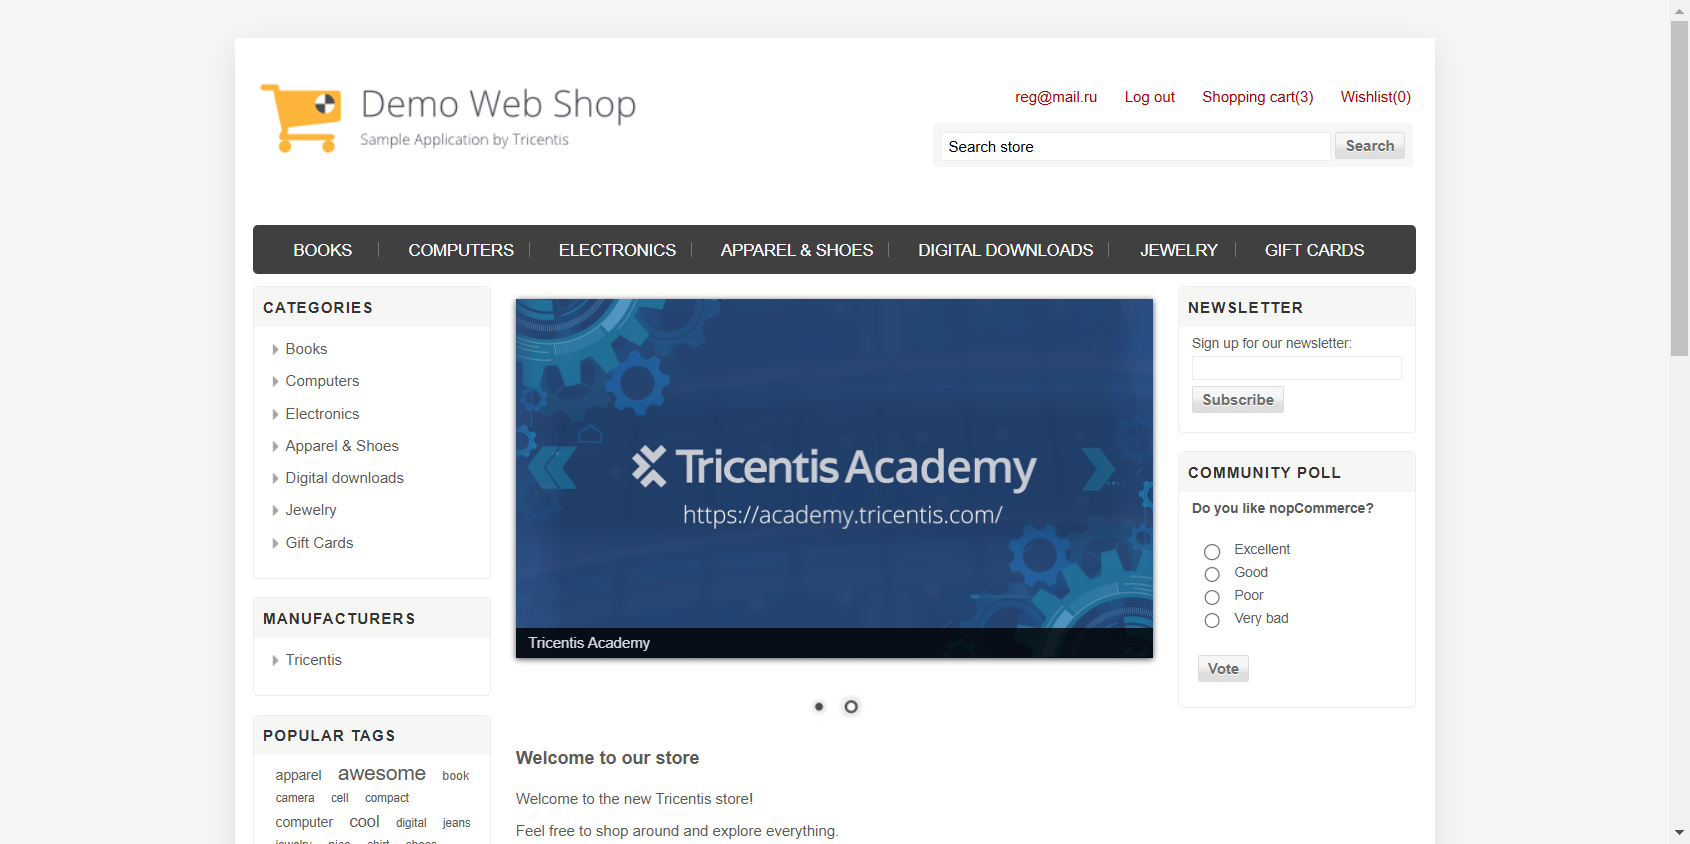 Demo Web Shop
Sample Application by Tricentis
reg@mail.ru Log out Shopping cart(3) Wishlist(0)
Search store Search
BOOKS COMPUTERS ELECTRONICS APPAREL & SHOES DIGITAL DOWNLOADS JEWELRY GIFT CARDS
CATEGORIES
Books
Computers
Electronics
Apparel & Shoes
Digital downloads
Jewelry
Gift Cards
MANUFACTURERS
Tricentis
POPULAR TAGS
apparel awesome book
camera cell compact
computer cool digital jeans
jewelry nice shirt shoes
Tricentis Academy
https://academy.tricentis.com/
Tricentis Academy
Welcome to our store
Welcome to the new Tricentis store!
Feel free to shop around and explore everything.
NEWSLETTER
Sign up for our newsletter:
Subscribe
COMMUNITY POLL
Do you like nopCommerce?
Excellent
Good
Poor
Very bad
Vote